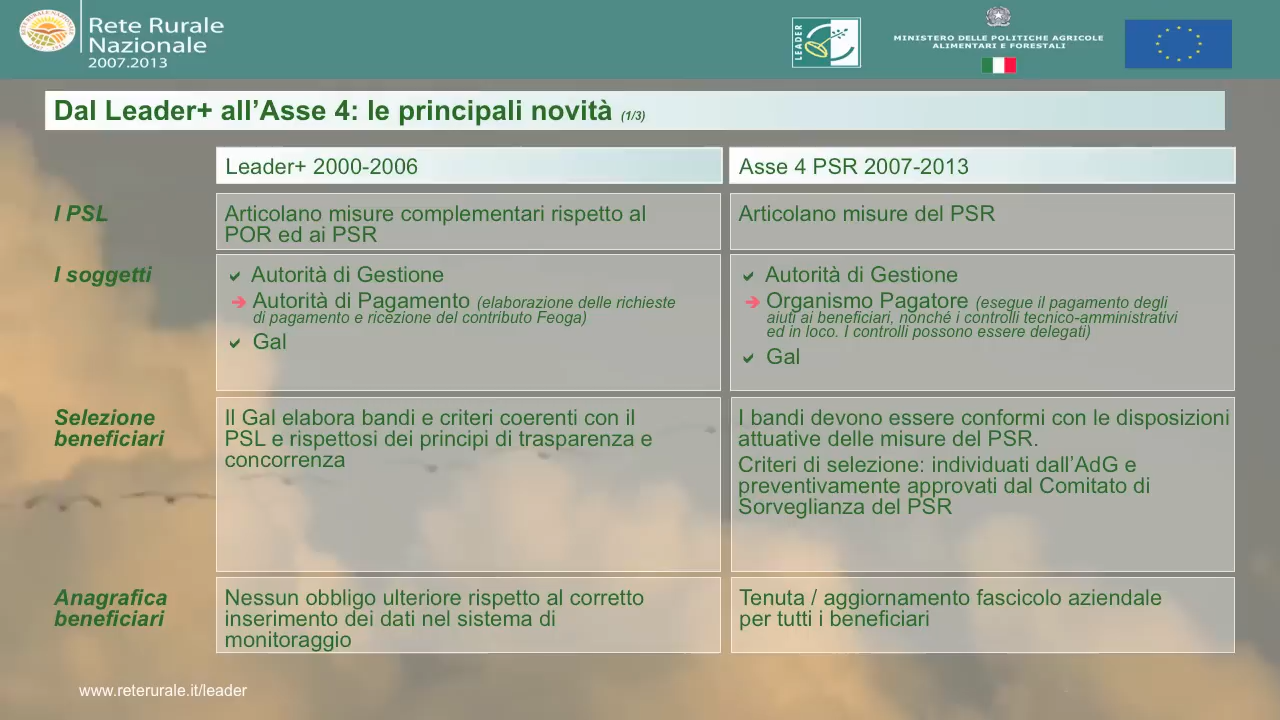 Rete Rurale
Nazionale
2007.2013
LEADER
MINISTERO DELLE POLITICHE AGRICOLE
ALIMENTARI E FORESTALI
Dal Leader+ all’Asse 4: le principali novità (1/3)
Leader+ 2000-2006
Asse 4 PSR 2007-2013
I PSL
Articolano misure complementari rispetto al
POR ed ai PSR
Articolano misure del PSR
I soggetti
Autorità di Gestione
Autorità di Pagamento (elaborazione delle richieste
di pagamento e ricezione del contributo Feoga)
Gal
Autorità di Gestione
Organismo Pagatore (esegue il pagamento degli
aiuti ai beneficiari, nonché i controlli tecnico-amministrativi
ed in loco. I controlli possono essere delegati)
Gal
Selezione
beneficiari
Il Gal elabora bandi e criteri coerenti con il
PSL e rispettosi dei principi di trasparenza e
concorrenza
I bandi devono essere conformi con le disposizioni
attuative delle misure del PSR.
Criteri di selezione: individuati dall’AdG e
preventivamente approvati dal Comitato di
Sorveglianza del PSR
Anagrafica
beneficiari
Nessun obbligo ulteriore rispetto al corretto
inserimento dei dati nel sistema di
monitoraggio
Tenuta / aggiornamento fascicolo aziendale
per tutti i beneficiari
www.reterurale.it/leader